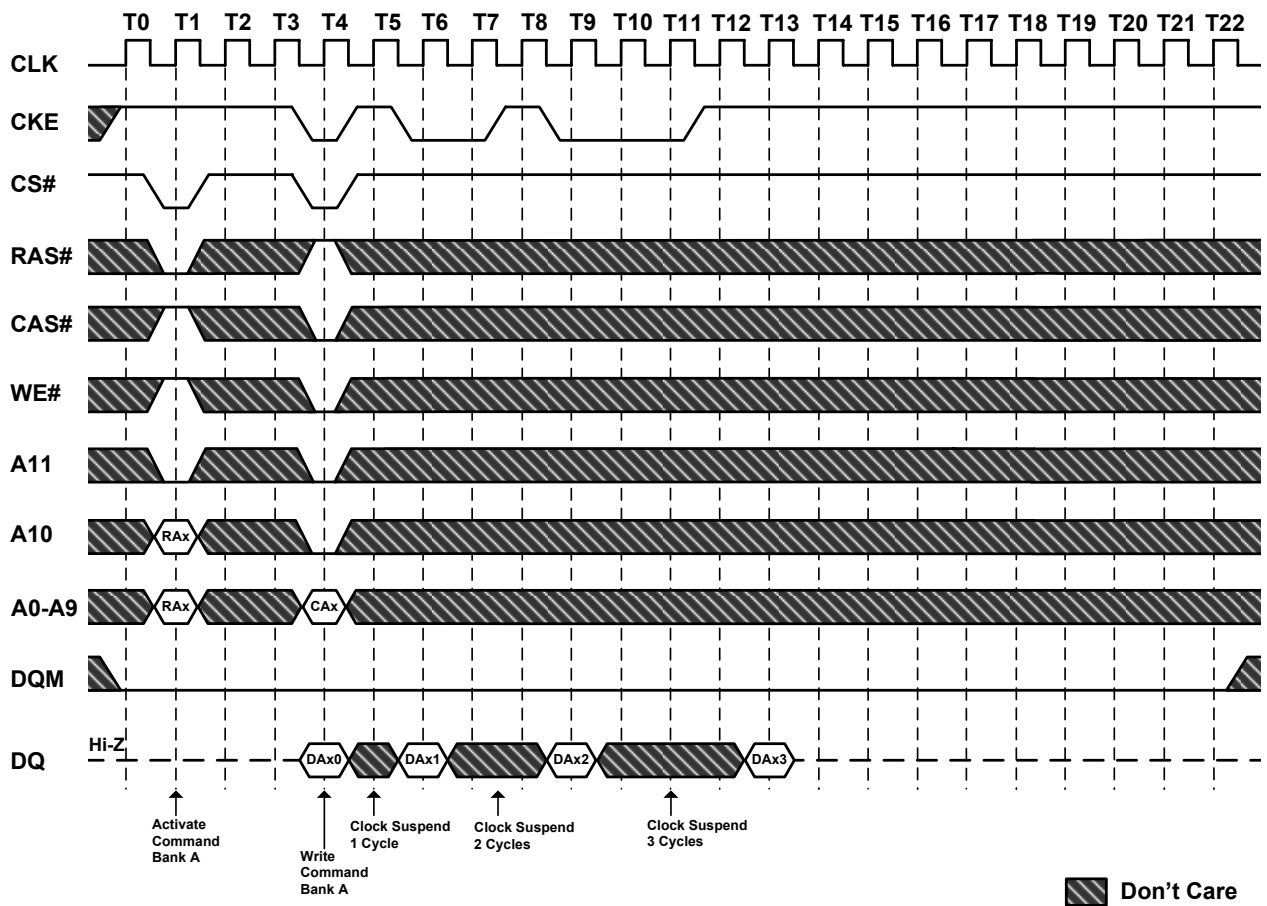 T0 T1 T2 T3 T4 T5 T6 T7 T8 T9 T10 T11 T12 T13 T14 T15 T16 T17 T18 T19 T20 T21 T22
CLK
CKE
CS#
RAS#
CAS#
WE#
A11
A10 RAx
A0-A9 RAx CAx
DQM
Hi-Z
DQ DAx0 DAx1 DAx2 DAx3
Activate
Command
Bank A
Write
Command
Bank A
Clock Suspend
1 Cycle
Clock Suspend
2 Cycles
Clock Suspend
3 Cycles
Don't Care